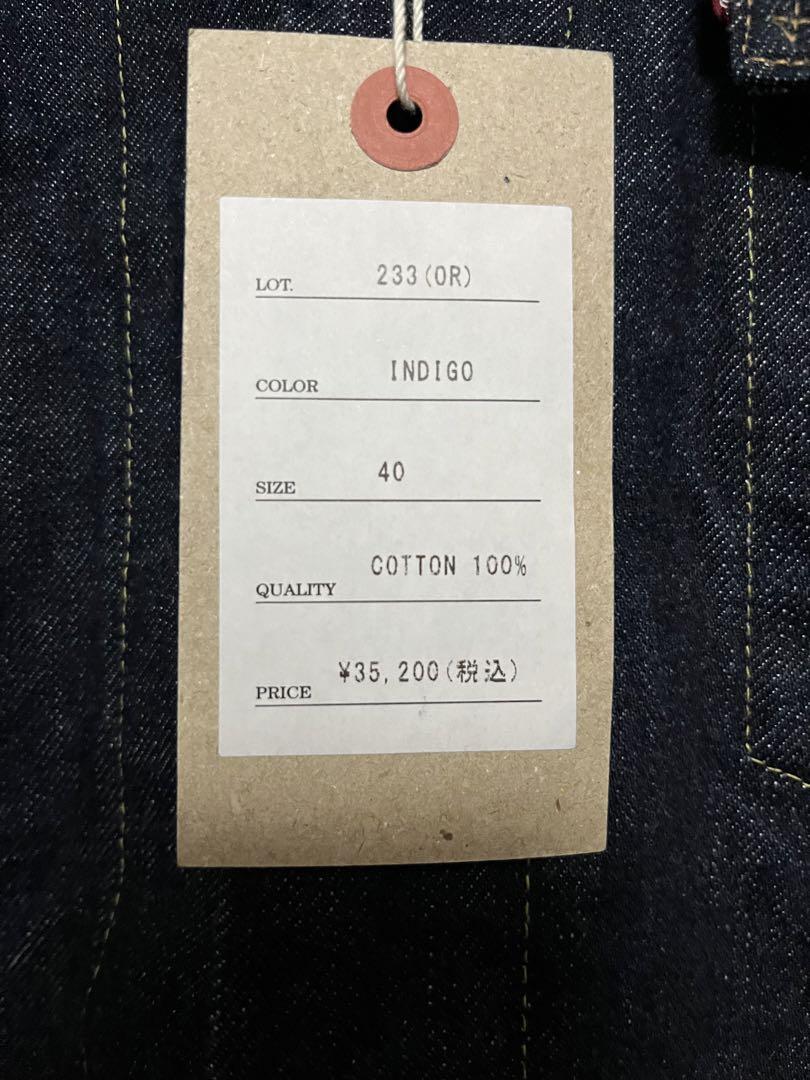 LOT. 233(OR)
COLOR INDIGO
SIZE 40
QUALITY COTTON 100%
PRICE ¥35,200(税込)